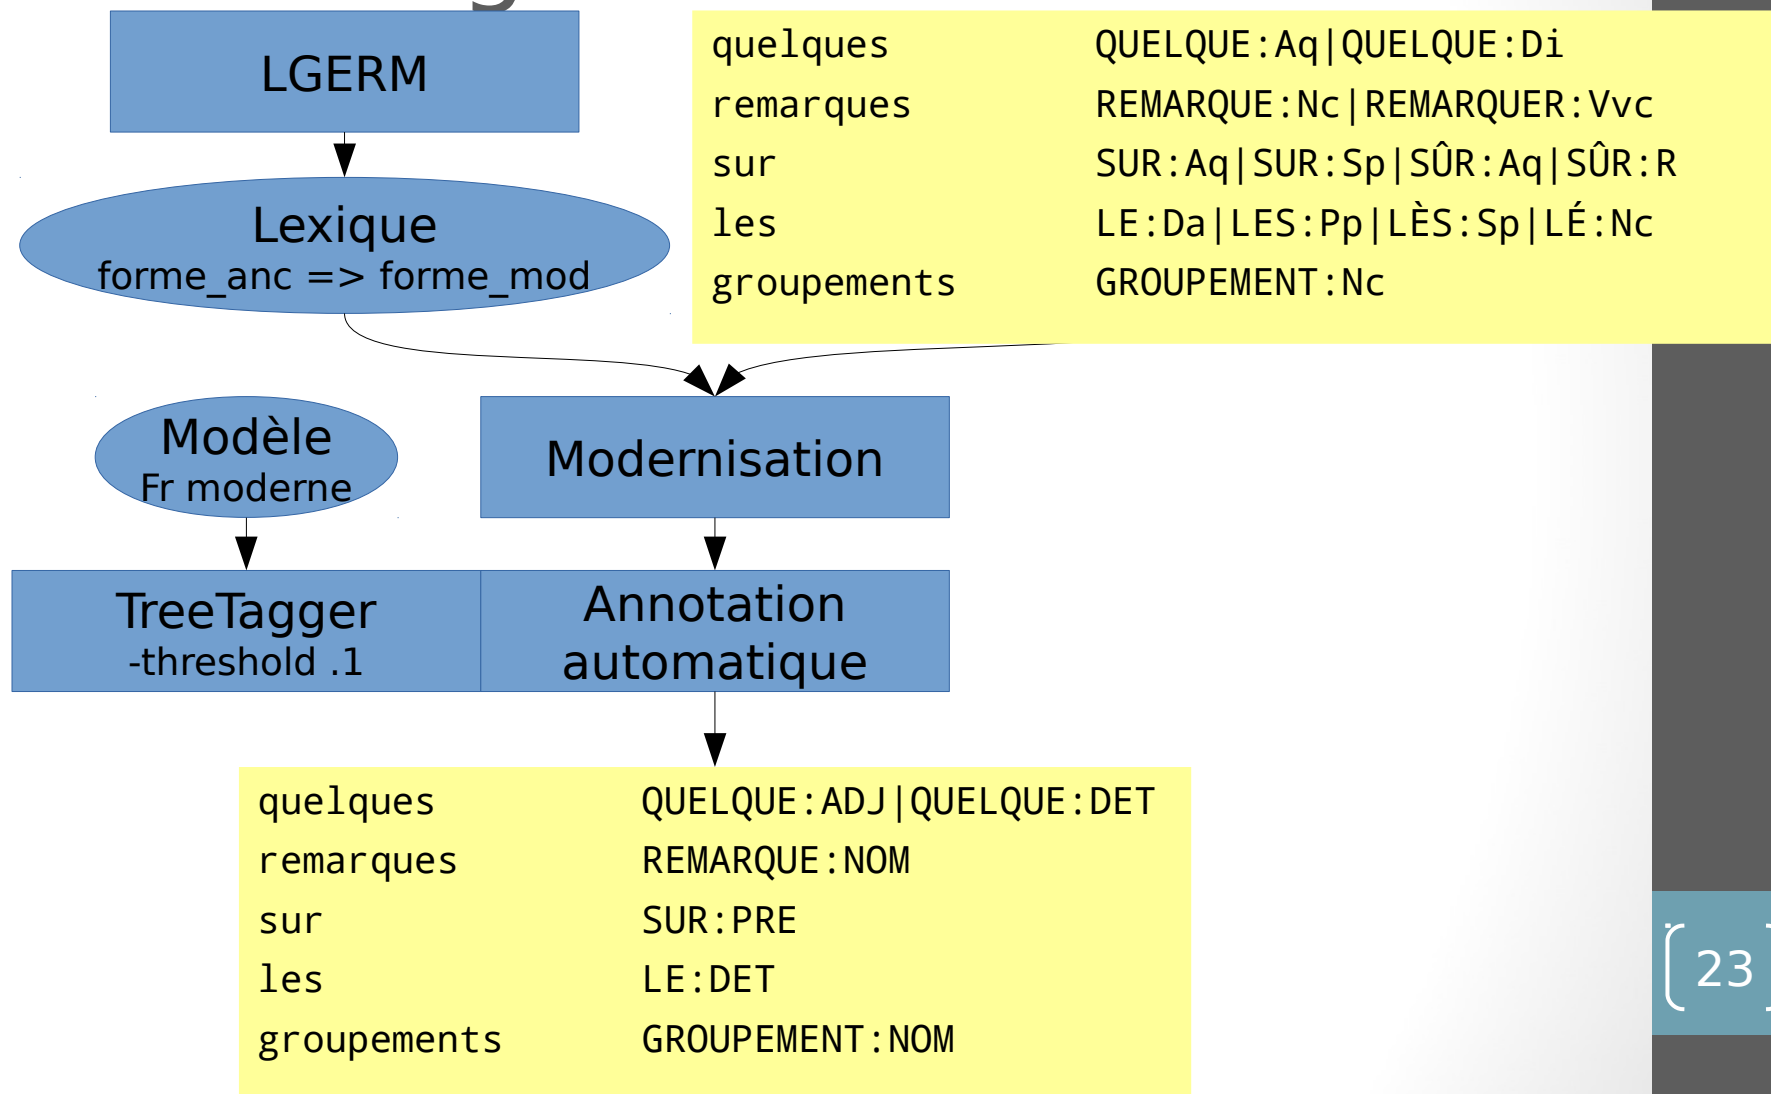 LGERM
Lexique
forme_anc => forme_mod
quelques QUELQUE:Aq|QUELQUE:Di
remarques REMARQUE:Nc|REMARQUER:Vvc
sur SUR:Aq|SUR:Sp|SÛR:Aq|SÛR:R
les LE:Da|LES:Pp|LÈS:Sp|LÉ:Nc
groupements GROUPEMENT:Nc
Modèle
Fr moderne
Modernisation
TreeTagger
-threshold .1
Annotation
automatique
quelques QUELQUE:ADJ|QUELQUE:DET
remarques REMARQUE:NOM
sur SUR:PRE
les LE:DET
groupements GROUPEMENT:NOM
23